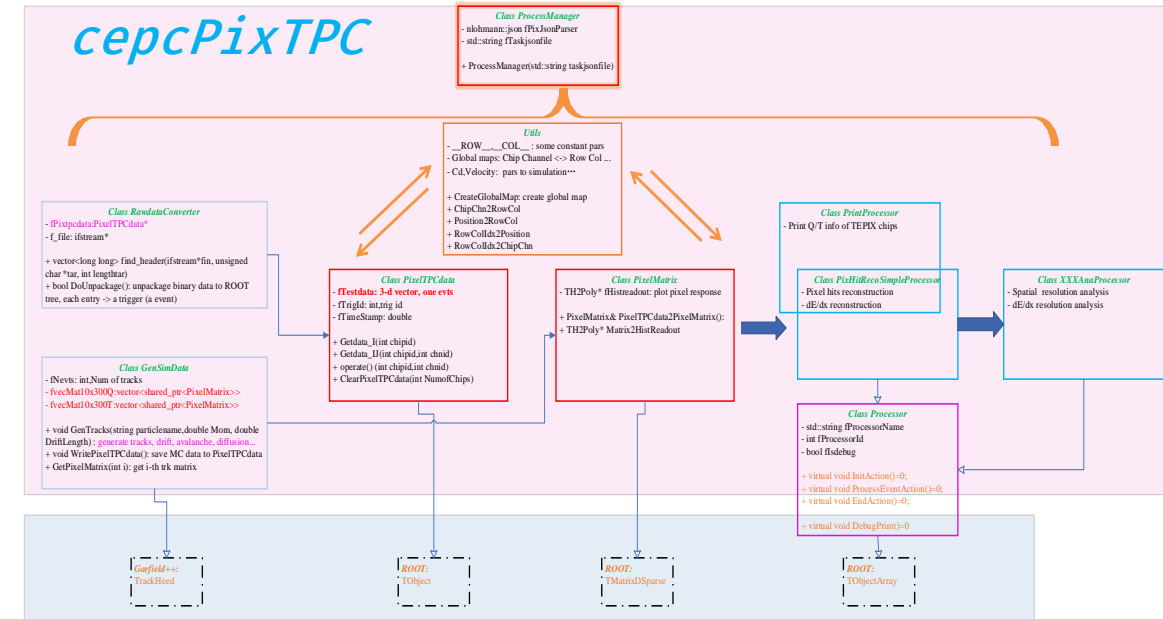 cepcPixTPC
Class ProcessManager
- nlohmann::json fPixJsonParser
- std::string fTaskjsonfile
+ ProcessManager(std::string taskjsonfile)
Utils
- __ROW__,__COL__ : some constant pars
- Global maps: Chip Channel <-> Row Col ...
- Cd,Velocity: pars to simulation···
+ CreateGlobalMap: create global map
+ ChipChn2RowCol
+ Position2RowCol
+ RowColIdx2Position
+ RowColIdx2ChipChn
Class RawdataConverter
- fPixtpcdata:PixelTPCdata*
- f_file: ifstream*
+ vector<long long> find_header(ifstream*fin, unsigned
char *tar, int lengthtar)
+ bool DoUnpackage(): unpackage binary data to ROOT
tree, each entry -> a trigger (a event)
Class GenSimData
- fNevts: int,Num of tracks
- fvecMat10x300Q:vector<shared_ptr<PixelMatrix>>
- fvecMat10x300T:vector<shared_ptr<PixelMatrix>>
+ void GenTracks(string particlename,double Mom, double
DriftLength) : generate tracks, drift, avalanche, diffusion...
+ void WritePixelTPCdata(): save MC data to PixelTPCdata
+ GetPixelMatrix(int i): get i-th trk matrix
Class PixelTPCdata
- fTestdata: 3-d vector, one evts
- fTrigId: int,trig id
- fTimeStamp: double
+ Getdata_I(int chipid)
+ Getdata_IJ(int chipid,int chnid)
+ operate() (int chipid,int chnid)
+ ClearPixelTPCdata(int NumofChips)
Class PixelMatrix
- TH2Poly* fHistreadout: plot pixel response
+ PixelMatrix& PixelTPCdata2PixelMatrix():
+ TH2Poly* Matrix2HistReadout
Class PrintProcessor
- Print Q/T info of TEPIX chips
Class PixHitRecoSimpleProcessor
- Pixel hits reconstruction
- dE/dx reconstruction
Class XXXAnaProcessor
- Spatial resolution analysis
- dE/dx resolution analysis
Class Processor
- std::string fProcessorName
- int fProcessorId
- bool fIsdebug
+ virtual void InitAction()=0;
+ virtual void ProcessEventAction()=0;
+ virtual void EndAction()=0;
+ virtual void DebugPrint()=0
Garfield++:
TrackHeed
ROOT:
TObject
ROOT:
TMatrixDSparse
ROOT:
TObjectArray